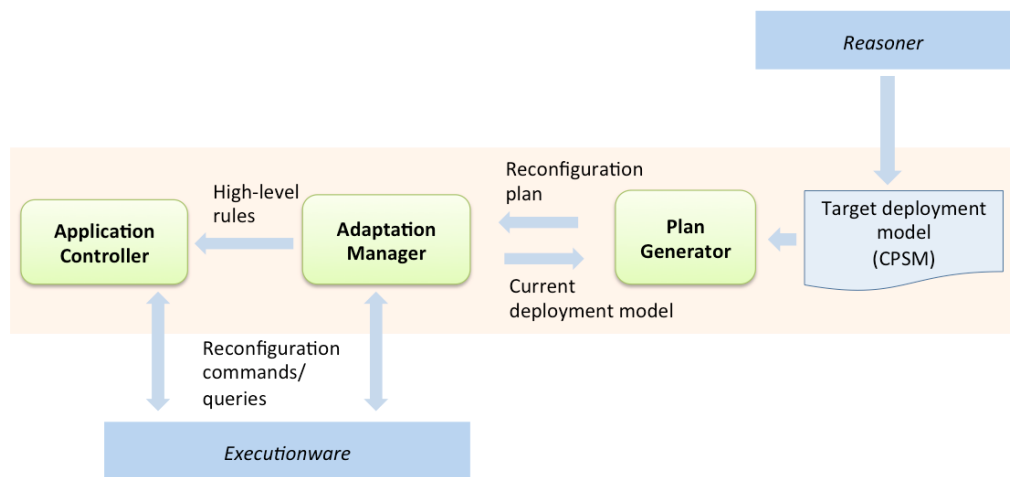 Reasoner
Reconfiguration
plan
High-level
rules
Target deployment
model
(CPSM)
Application
Controller
Adaptation
Manager
Plan
Generator
Current
deployment model
Reconfiguration
commands/
queries
Executionware